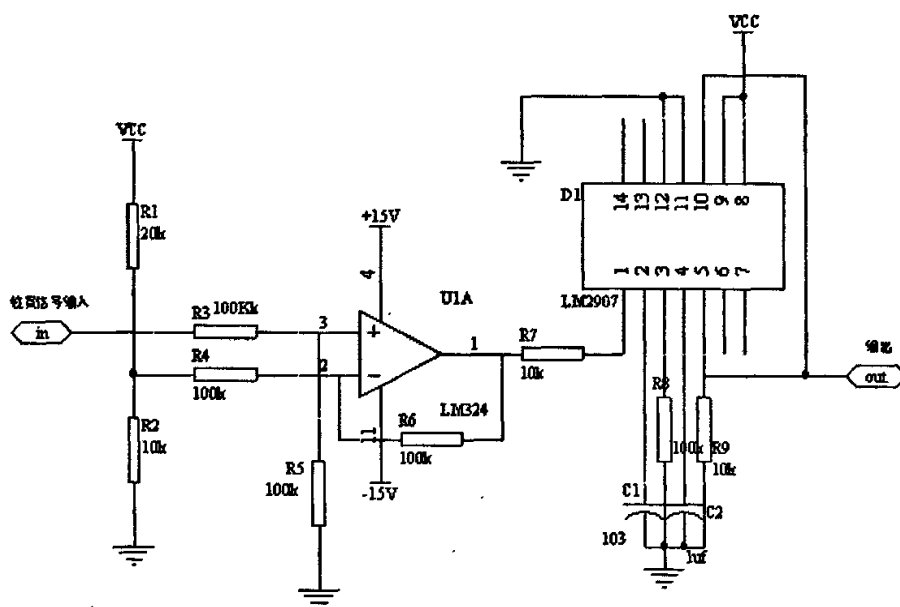 VCC
VCC
14
13
12
11
10
9
8
D1
R1
20k
+15V
4
1
2
3
4
5
6
7
U1A
LM2907
in
R3
100Kk
3
+
1
R7
10k
输出
out
R4
100k
2
-
LM324
R6
100k
11
-15V
R2
10k
R5
100k
R8
100k
R9
10k
C1
103
C2
1uf